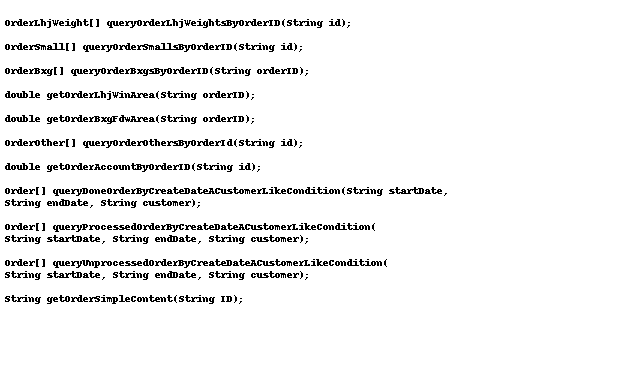 OrderLhjWeight[] queryOrderLhjWeightsByOrderID(String id);
OrderSmall[] queryOrderSmallsByOrderID(String id);
OrderBxg[] queryOrderBxgsByOrderID(String orderID);
double getOrderLhjWinArea(String orderID);
double getOrderBxgFdwArea(String orderID);
OrderOther[] queryOrderOthersByOrderId(String id);
double getOrderAccountByOrderID(String id);
Order[] queryDoneOrderByCreateDateACustomerLikeCondition(String startDate,
String endDate, String customer);
Order[] queryProcessedOrderByCreateDateACustomerLikeCondition(
String startDate, String endDate, String customer);
Order[] queryUnprocessedOrderByCreateDateACustomerLikeCondition(
String startDate, String endDate, String customer);
String getOrderSimpleContent(String ID);